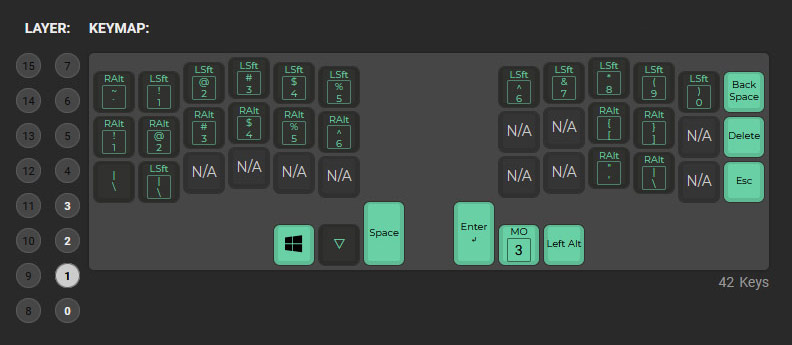 LAYER: KEYMAP:
15 7
14 6
13 5
12 4
11 3
10 2
9 1
8 0
RAlt LSft LSft LSft LSft LSft LSft LSft LSft LSft LSft Back Space
~ ! @ # $ % ^ & * ( )
` 1 2 3 4 5 6 7 8 9 0
RAlt RAlt RAlt RAlt RAlt RAlt N/A N/A RAlt RAlt N/A Delete
! @ # $ % ^ { }
1 2 3 4 5 6 [ ]
| LSft N/A N/A N/A N/A N/A N/A RAlt RAlt N/A Esc
\ | " |
\ ' \
▽ Space Enter ↲ MO 3 Left Alt
42 Keys